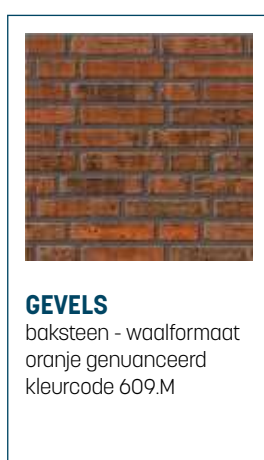 GEVELS
baksteen - waalformaat
oranje genuanceerd
kleurcode 609.M